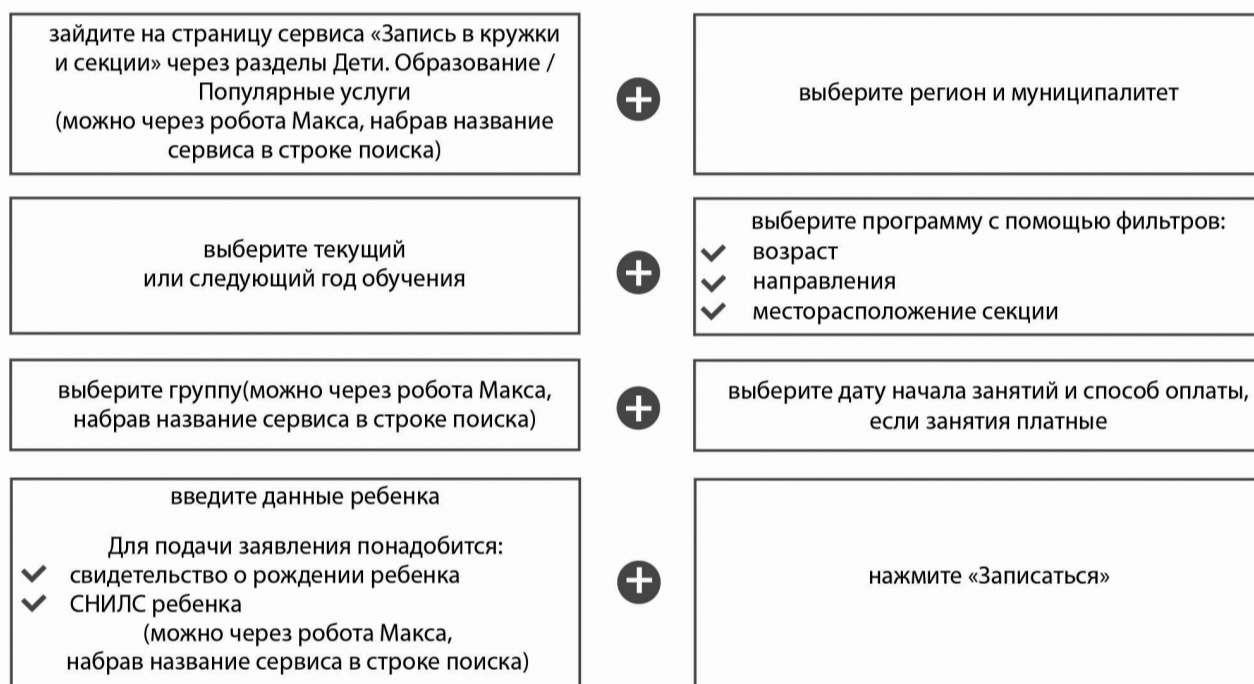 зайдите на страницу сервиса «Запись в кружки
и секции» через разделы Дети. Образование /
Популярные услуги
(можно через робота Макса, набрав название
сервиса в строке поиска)
выберите регион и муниципалитет
выберите текущий
или следующий год обучения
выберите программу с помощью фильтров:
возраст
направления
месторасположение секции
выберите группу(можно через робота Макса,
набрав название сервиса в строке поиска)
выберите дату начала занятий и способ оплаты,
если занятия платные
введите данные ребенка
Для подачи заявления понадобится:
свидетельство о рождении ребенка
СНИЛС ребенка
(можно через робота Макса,
набрав название сервиса в строке поиска)
нажмите «Записаться»